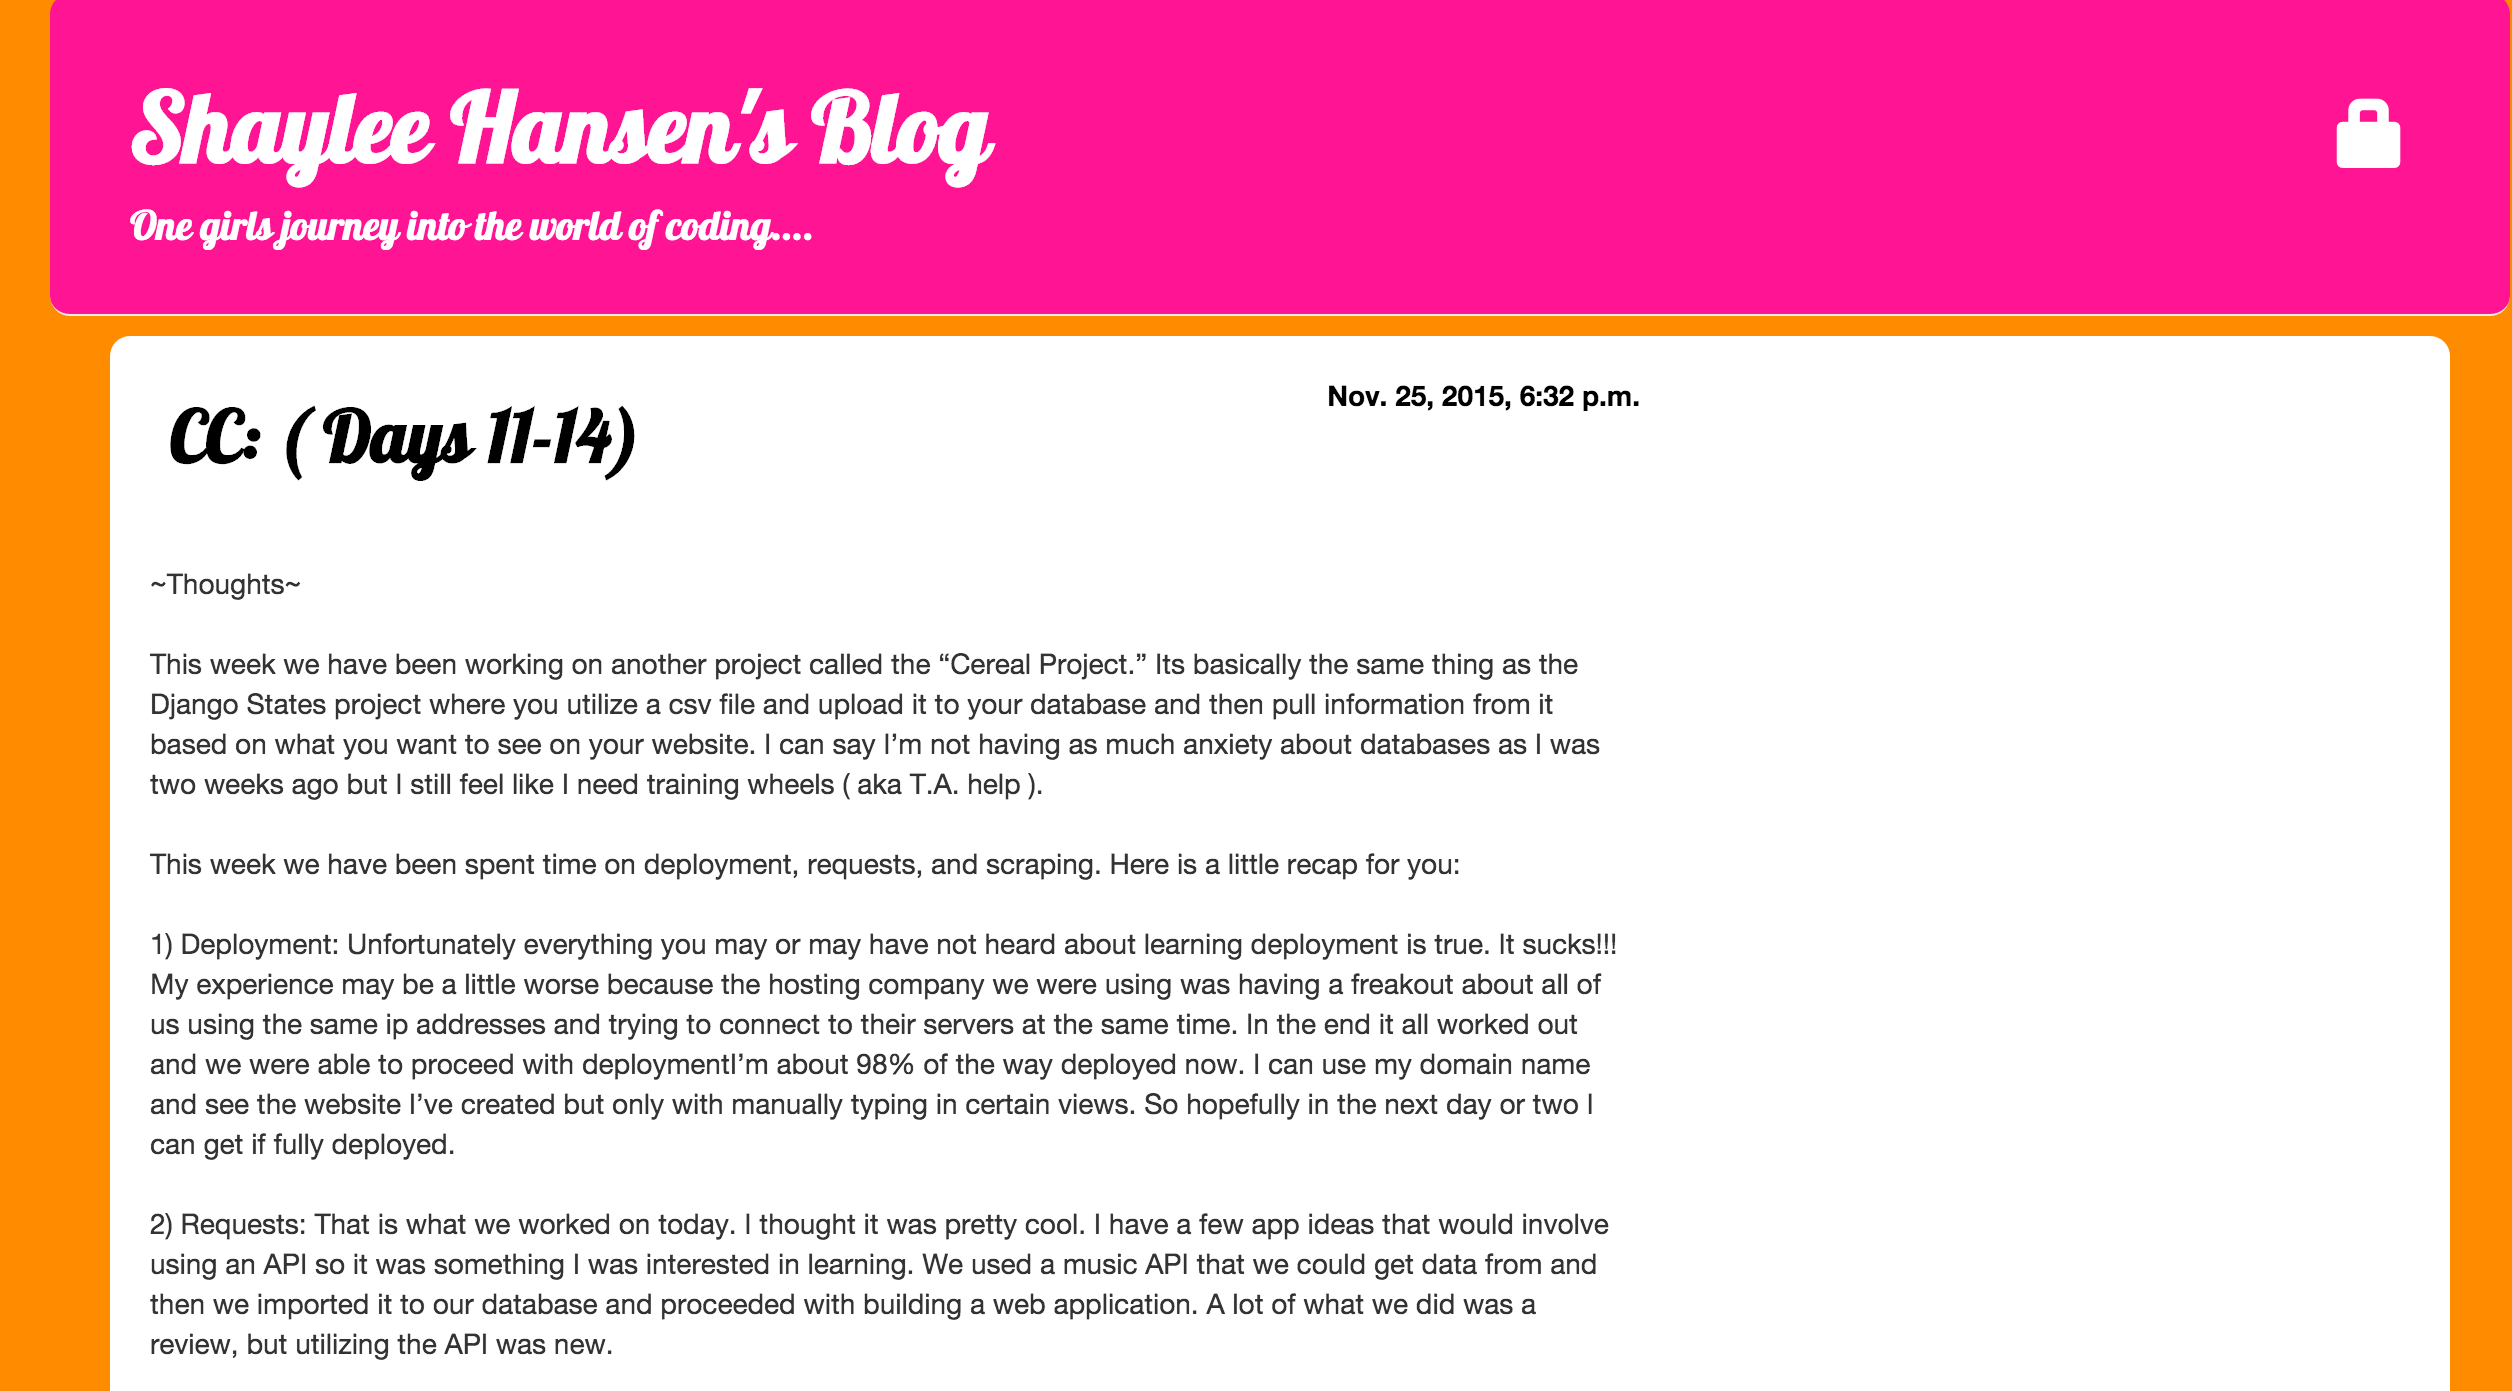 Shaylee Hansen's Blog
One girls journey into the world of coding....
CC: ( Days 11-14)
Nov. 25, 2015, 6:32 p.m.
~Thoughts~
This week we have been working on another project called the “Cereal Project.” Its basically the same thing as the
Django States project where you utilize a csv file and upload it to your database and then pull information from it
based on what you want to see on your website. I can say I’m not having as much anxiety about databases as I was
two weeks ago but I still feel like I need training wheels ( aka T.A. help ).
This week we have been spent time on deployment, requests, and scraping. Here is a little recap for you:
1) Deployment: Unfortunately everything you may or may have not heard about learning deployment is true. It sucks!!!
My experience may be a little worse because the hosting company we were using was having a freakout about all of
us using the same ip addresses and trying to connect to their servers at the same time. In the end it all worked out
and we were able to proceed with deploymentI’m about 98% of the way deployed now. I can use my domain name
and see the website I’ve created but only with manually typing in certain views. So hopefully in the next day or two I
can get if fully deployed.
2) Requests: That is what we worked on today. I thought it was pretty cool. I have a few app ideas that would involve
using an API so it was something I was interested in learning. We used a music API that we could get data from and
then we imported it to our database and proceeded with building a web application. A lot of what we did was a
review, but utilizing the API was new.